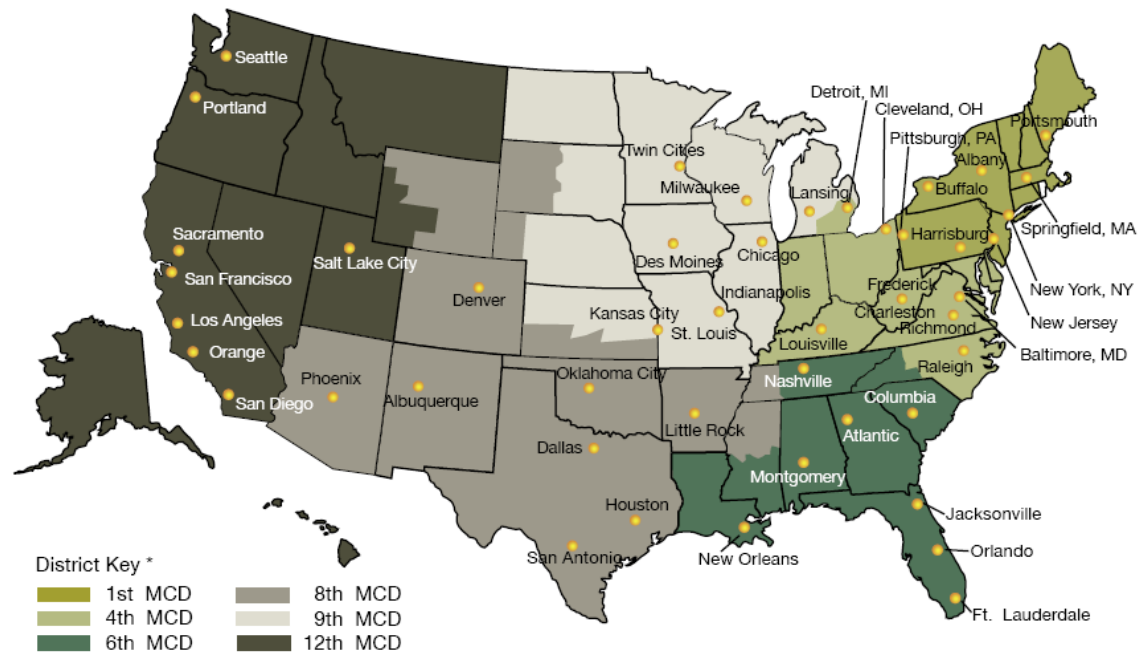 Seattle
Portland
Detroit, MI
Cleveland, OH
Pittsburgh, PA
Portsmouth
Albany
Twin Cities
Milwaukee
Lansing
Buffalo
Springfield, MA
Sacramento
San Francisco
Salt Lake City
Des Moines
Chicago
Harrisburg
New York, NY
Los Angeles
Denver
Kansas City
Indianapolis
Frederick
Charleston
Richmond
New Jersey
Orange
St. Louis
Louisville
Baltimore, MD
Phoenix
Oklahoma City
Nashville
Raleigh
San Diego
Albuquerque
Little Rock
Columbia
Dallas
Atlantic
Montgomery
Houston
Jacksonville
San Antonio
New Orleans
Orlando
Ft. Lauderdale
District Key *
1st MCD
4th MCD
6th MCD
8th MCD
9th MCD
12th MCD